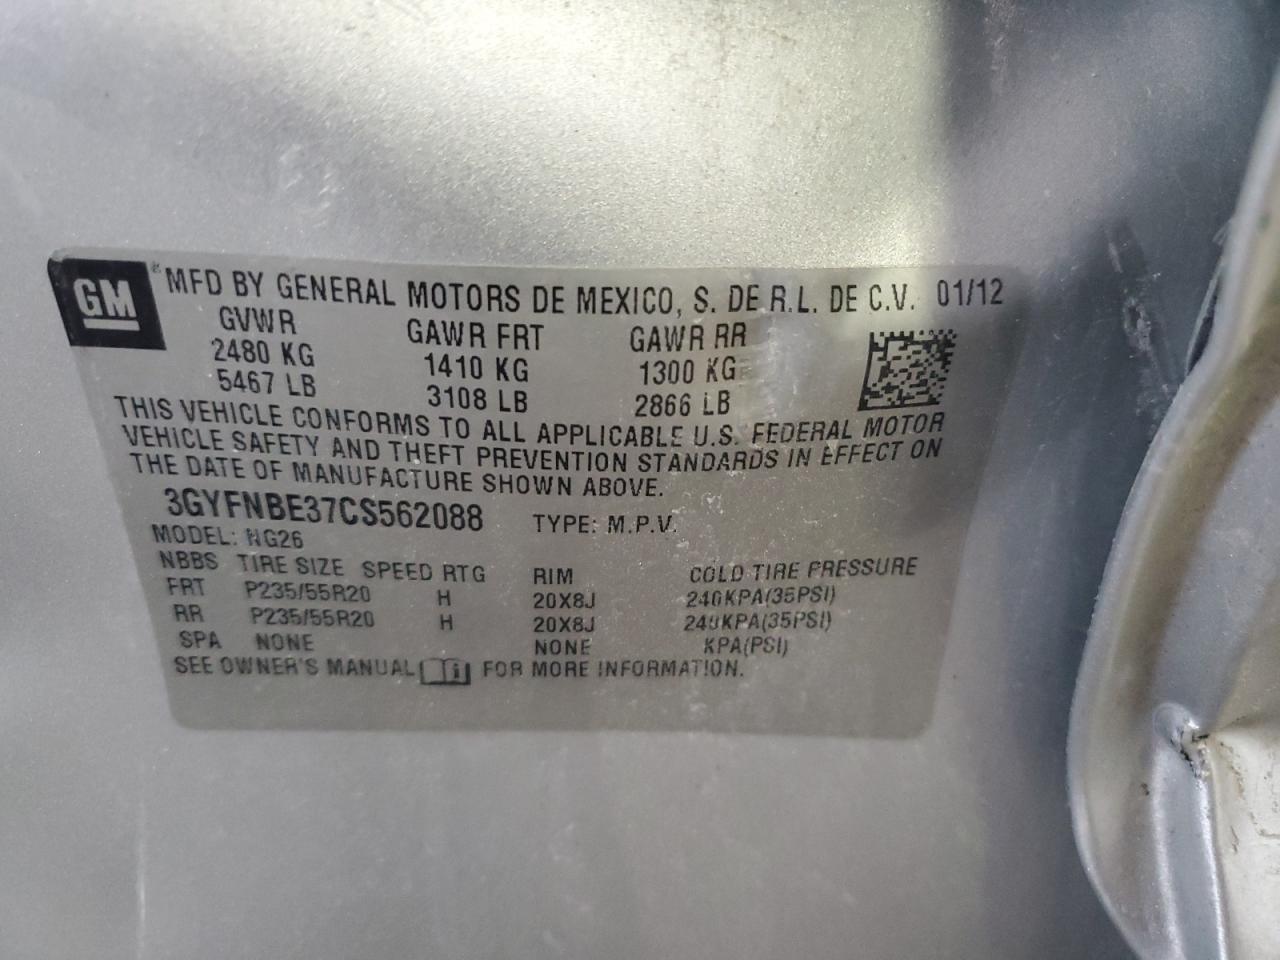 GM ® MFD BY GENERAL MOTORS DE MEXICO, S. DE R.L. DE C.V. 01/12
GVWR GAWR FRT GAWR RR
2480 KG 1410 KG 1300 KG
5467 LB 3108 LB 2866 LB
THIS VEHICLE CONFORMS TO ALL APPLICABLE U.S. FEDERAL MOTOR
VEHICLE SAFETY AND THEFT PREVENTION STANDARDS IN EFFECT ON
THE DATE OF MANUFACTURE SHOWN ABOVE.
3GYFNBE37CS562088 TYPE: M.P.V.
MODEL: NG26
NBBS TIRE SIZE SPEED RTG RIM COLD TIRE PRESSURE
FRT P235/55R20 H 20X8J 240KPA(35PSI)
RR P235/55R20 H 20X8J 240KPA(35PSI)
SPA NONE NONE KPA(PSI)
SEE OWNER'S MANUAL FOR MORE INFORMATION.